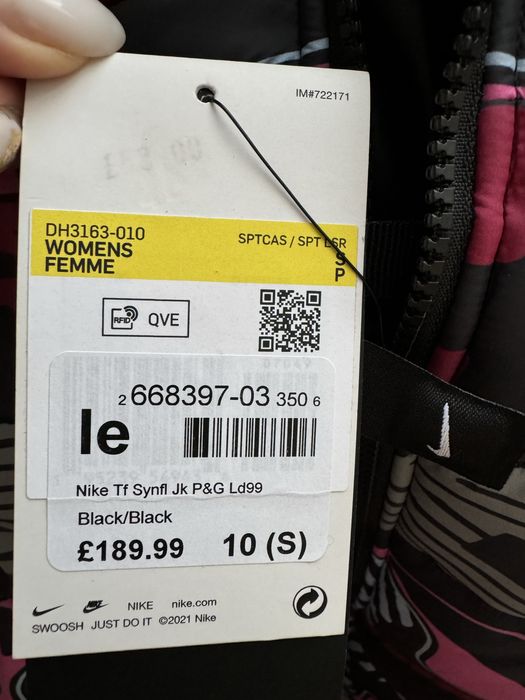 IM#722171
DH3163-010
WOMENS
FEMME
SPTCAS / SPT LSR
S
P
RFID QVE
2 668397-03 350 6
le
Nike Tf Synfl Jk P&G Ld99
Black/Black
£189.99 10 (S)
NIKE nike.com
SWOOSH JUST DO IT ©2021 Nike